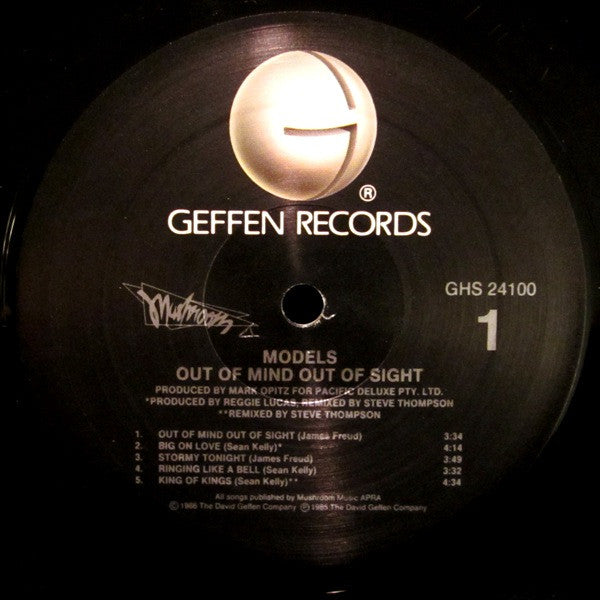 ®
GEFFEN RECORDS
Mushroom
GHS 24100
1
MODELS
OUT OF MIND OUT OF SIGHT
PRODUCED BY MARK OPITZ FOR PACIFIC DELUXE PTY. LTD.
*PRODUCED BY REGGIE LUCAS, REMIXED BY STEVE THOMPSON
**REMIXED BY STEVE THOMPSON
1. OUT OF MIND OUT OF SIGHT (James Freud) 3:34
2. BIG ON LOVE (Sean Kelly)* 4:14
3. STORMY TONIGHT (James Freud) 3:49
4. RINGING LIKE A BELL (Sean Kelly) 3:32
5. KING OF KINGS (Sean Kelly)** 4:34
All songs published by Mushroom Music APRA
©1986 The David Geffen Company ℗1985 The David Geffen Company